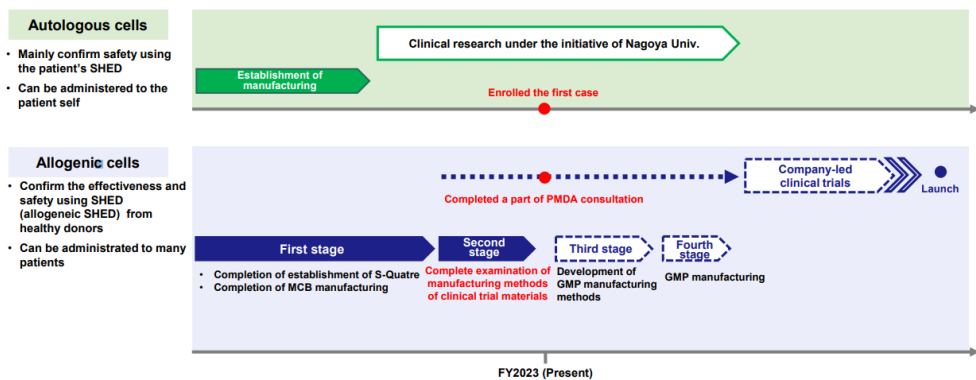 Autologous cells
• Mainly confirm safety using
the patient's SHED
• Can be administered to the
patient self
Clinical research under the initiative of Nagoya Univ.
Establishment of
manufacturing
Enrolled the first case
Allogenic cells
• Confirm the effectiveness and
safety using SHED
(allogeneic SHED) from
healthy donors
• Can be administrated to many
patients
Company-led
clinical trials
Launch
Completed a part of PMDA consultation
First stage
Second
stage
Third stage
Fourth
stage
• Completion of establishment of S-Quatre
• Completion of MCB manufacturing
Complete examination of
manufacturing methods
of clinical trial materials
Development of
GMP manufacturing
methods
GMP manufacturing
FY2023 (Present)